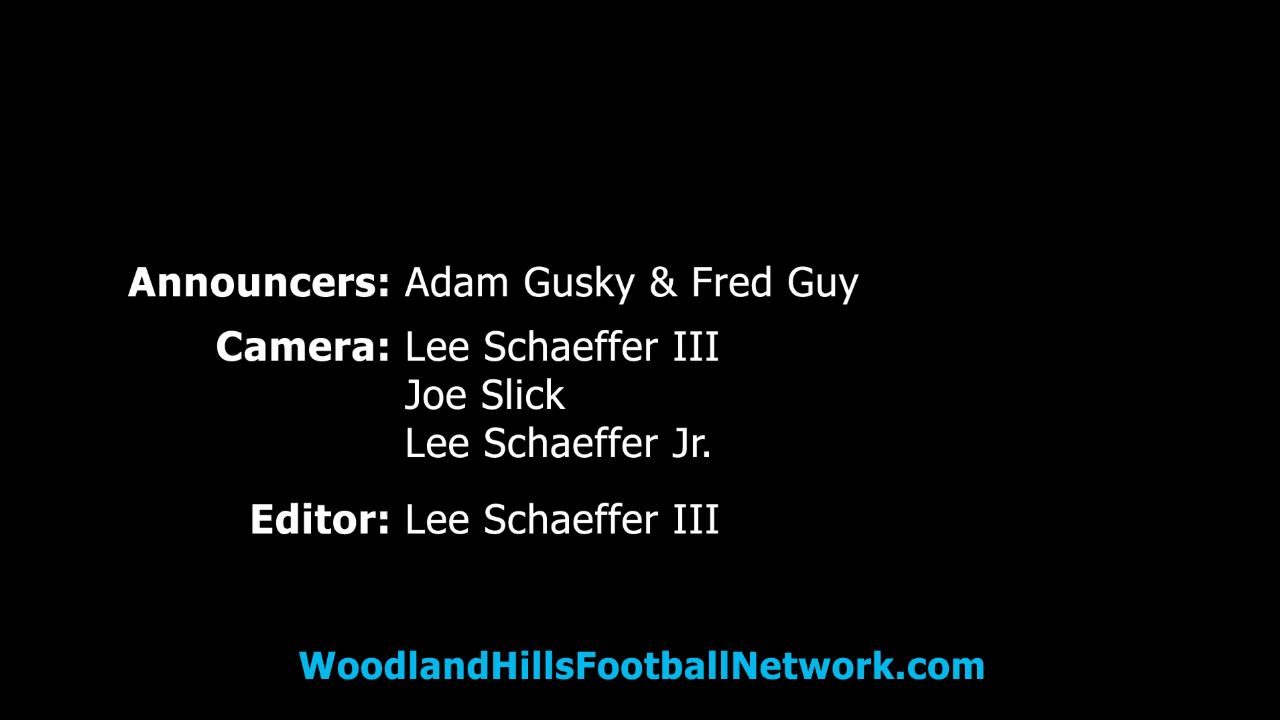 Announcers: Adam Gusky & Fred Guy
Camera: Lee Schaeffer III
Joe Slick
Lee Schaeffer Jr.
Editor: Lee Schaeffer III
WoodlandHillsFootballNetwork.com